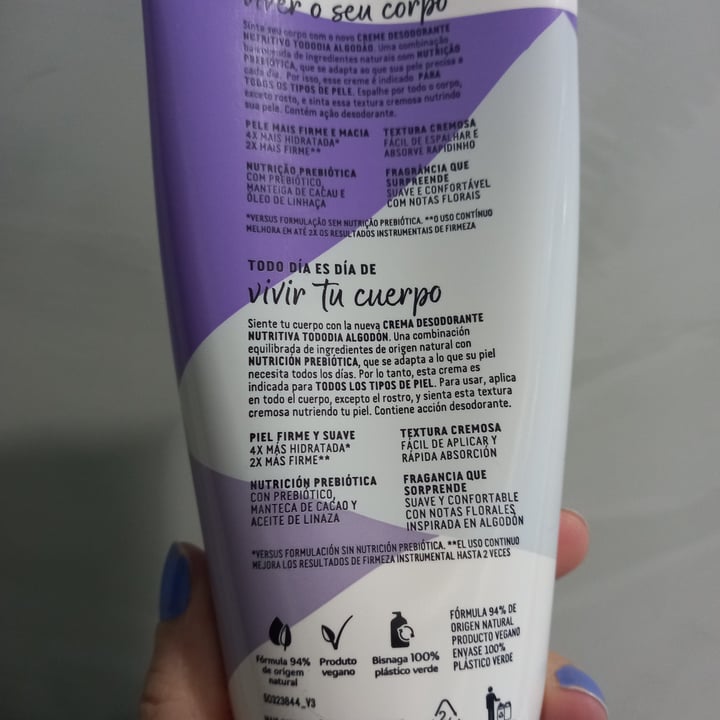 viver o seu corpo
Sinta seu corpo com o novo CREME DESODORANTE
NUTRITIVO TODODIA ALGODÃO. Uma combinação
balanceada de ingredientes naturais com NUTRIÇÃO
PREBIÓTICA, que se adapta ao que sua pele precisa a
cada dia. Por isso, esse creme é indicado PARA
TODOS OS TIPOS DE PELE. Espalhe por todo o corpo,
exceto rosto, e sinta essa textura cremosa nutrindo
sua pele. Contém ação desodorante.
PELE MAIS FIRME E MACIA
4X MAIS HIDRATADA*
2X MAIS FIRME**
TEXTURA CREMOSA
FÁCIL DE ESPALHAR E
ABSORVE RAPIDINHO
NUTRIÇÃO PREBIÓTICA
COM PREBIÓTICO,
MANTEIGA DE CACAU E
ÓLEO DE LINHAÇA
FRAGRÂNCIA QUE
SURPREENDE
SUAVE E CONFORTÁVEL
COM NOTAS FLORAIS
*VERSUS FORMULAÇÃO SEM NUTRIÇÃO PREBIÓTICA. **O USO CONTÍNUO
MELHORA EM ATÉ 2X OS RESULTADOS INSTRUMENTAIS DE FIRMEZA
TODO DÍA ES DÍA DE
vivir tu cuerpo
Siente tu cuerpo con la nueva CREMA DESODORANTE
NUTRITIVA TODODIA ALGODÓN. Una combinación
equilibrada de ingredientes de origen natural con
NUTRICIÓN PREBIÓTICA, que se adapta a lo que su piel
necesita todos los días. Por lo tanto, esta crema es
indicada para TODOS LOS TIPOS DE PIEL. Para usar, aplica
en todo el cuerpo, excepto el rostro, y sienta esta textura
cremosa nutriendo tu piel. Contiene acción desodorante.
PIEL FIRME Y SUAVE
4X MÁS HIDRATADA*
2X MÁS FIRME**
TEXTURA CREMOSA
FÁCIL DE APLICAR Y
RÁPIDA ABSORCIÓN
NUTRICIÓN PREBIÓTICA
CON PREBIÓTICO,
MANTECA DE CACAO Y
ACEITE DE LINAZA
FRAGANCIA QUE
SORPRENDE
SUAVE Y CONFORTABLE
CON NOTAS FLORALES
INSPIRADA EN ALGODÓN
*VERSUS FORMULACIÓN SIN NUTRICIÓN PREBIÓTICA. **EL USO CONTINUO
MEJORA LOS RESULTADOS DE FIRMEZA INSTRUMENTAL HASTA 2 VECES
Fórmula 94%
de origem
natural
Produto
vegano
Bisnaga 100%
plástico verde
FÓRMULA 94% DE
ORIGEN NATURAL
PRODUCTO VEGANO
ENVASE 100%
PLÁSTICO VERDE
50323844_V3